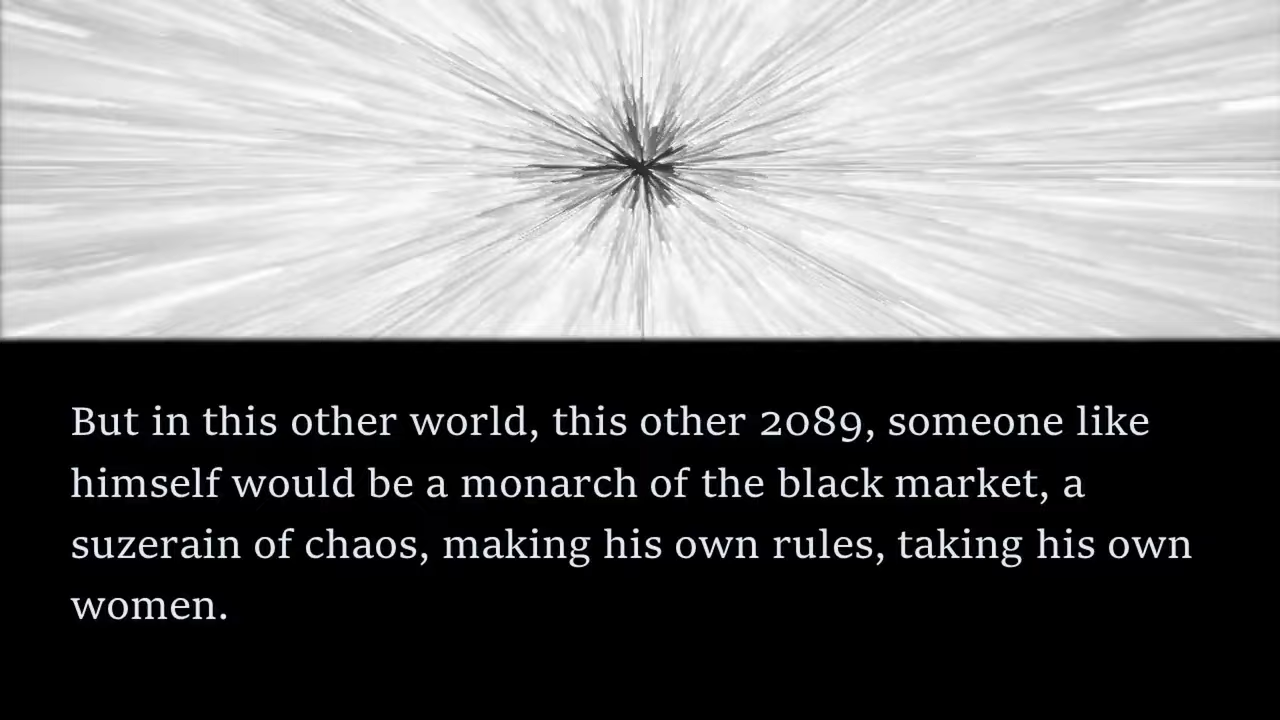 But in this other world, this other 2089, someone like
himself would be a monarch of the black market, a
suzerain of chaos, making his own rules, taking his own
women.